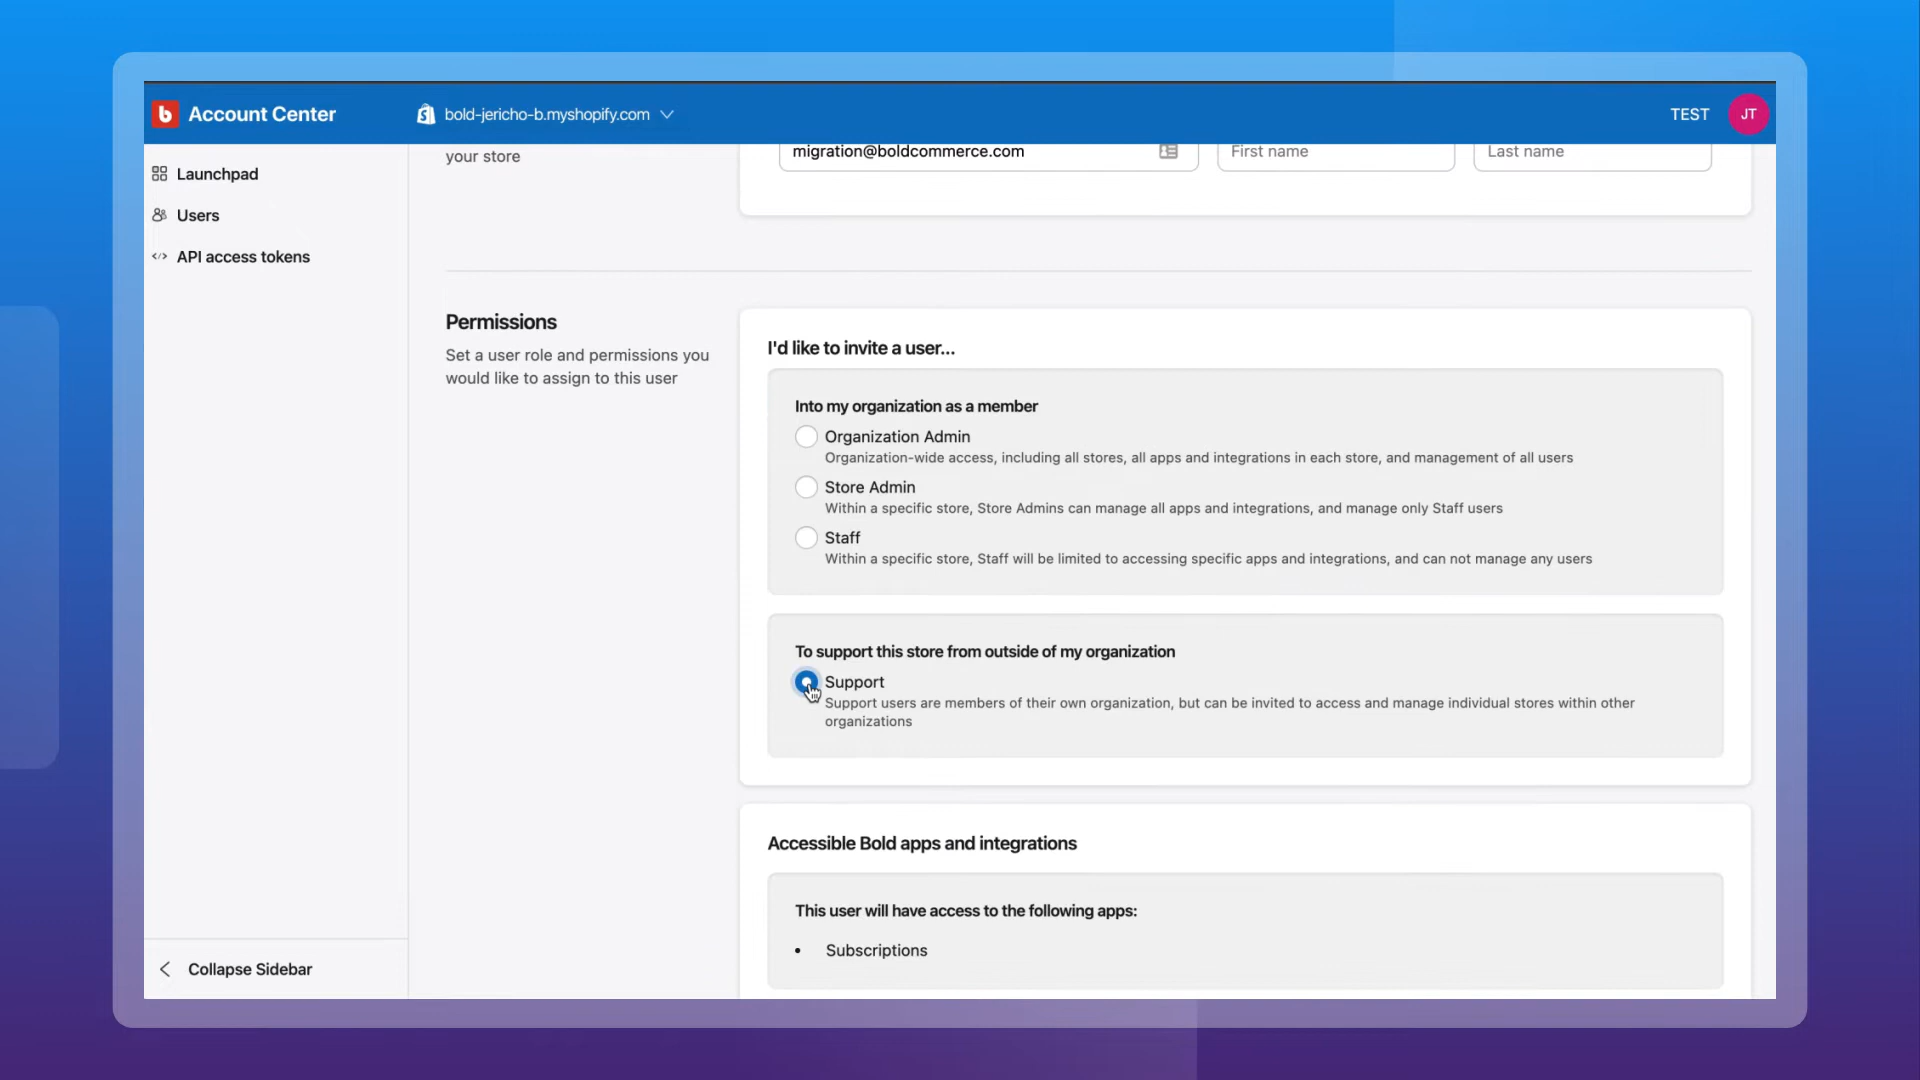 b Account Center
bold-jericho-b.myshopify.com
TEST
JT
Launchpad
Users
API access tokens
Collapse Sidebar
your store
migration@boldcommerce.com
First name
Last name
Permissions
Set a user role and permissions you
would like to assign to this user
I'd like to invite a user...
Into my organization as a member
Organization Admin
Organization-wide access, including all stores, all apps and integrations in each store, and management of all users
Store Admin
Within a specific store, Store Admins can manage all apps and integrations, and manage only Staff users
Staff
Within a specific store, Staff will be limited to accessing specific apps and integrations, and can not manage any users
To support this store from outside of my organization
Support
Support users are members of their own organization, but can be invited to access and manage individual stores within other
organizations
Accessible Bold apps and integrations
This user will have access to the following apps:
• Subscriptions